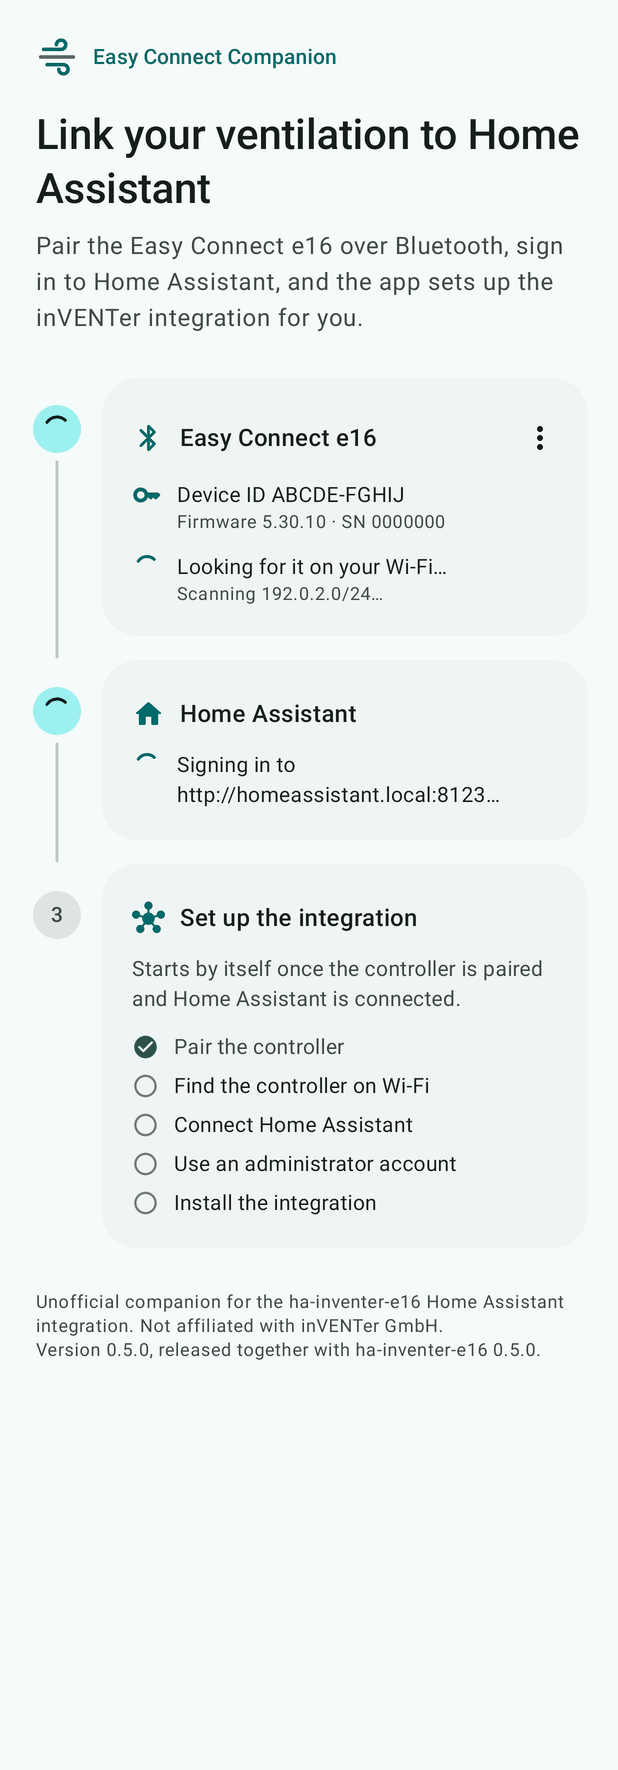 Easy Connect Companion
Link your ventilation to Home
Assistant
Pair the Easy Connect e16 over Bluetooth, sign
in to Home Assistant, and the app sets up the
inVENTer integration for you.
Easy Connect e16
Device ID ABCDE-FGHIJ
Firmware 5.30.10 · SN 0000000
Looking for it on your Wi-Fi…
Scanning 192.0.2.0/24…
Home Assistant
Signing in to
http://homeassistant.local:8123…
3
Set up the integration
Starts by itself once the controller is paired
and Home Assistant is connected.
Pair the controller
Find the controller on Wi-Fi
Connect Home Assistant
Use an administrator account
Install the integration
Unofficial companion for the ha-inventer-e16 Home Assistant
integration. Not affiliated with inVENTer GmbH.
Version 0.5.0, released together with ha-inventer-e16 0.5.0.